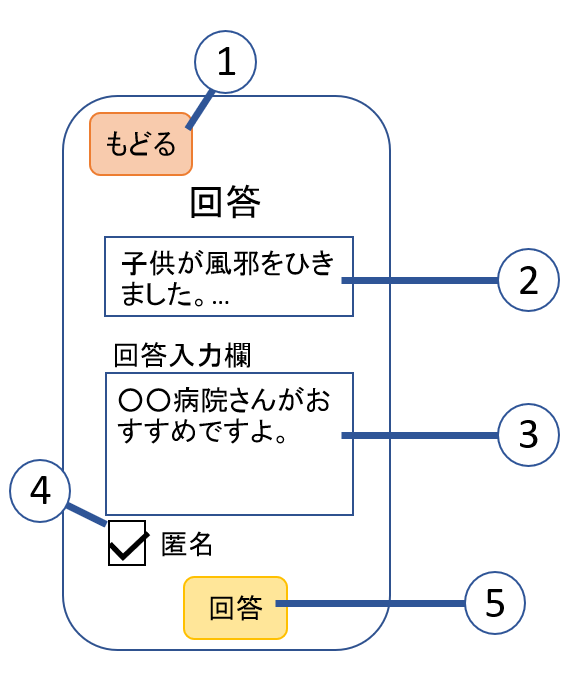 1
もどる
回答
子供が風邪をひき
ました。...
2
回答入力欄
〇〇病院さんがお
すすめですよ。
3
4
匿名
回答
5